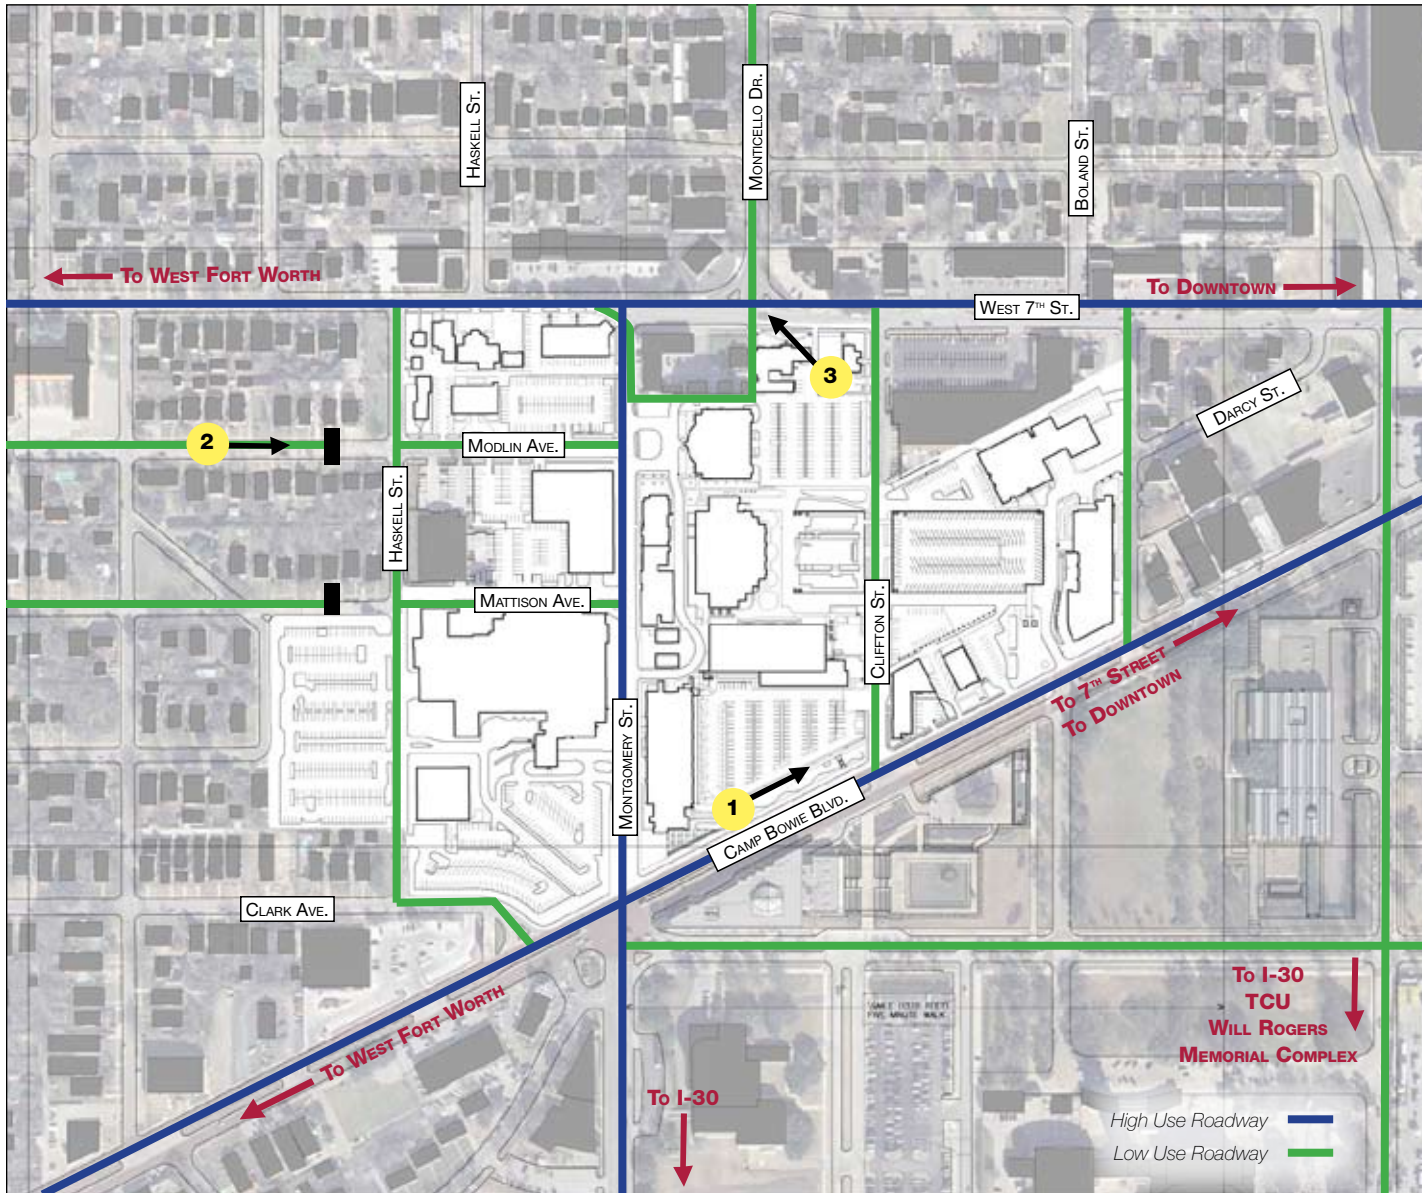 HASKELL ST.
MONTICELLO DR.
BOLAND ST.
TO WEST FORT WORTH
TO DOWNTOWN
WEST 7TH ST.
3
DARCY ST.
2
MODLIN AVE.
HASKELL ST.
MATTISON AVE.
CLIFFTON ST.
TO 7TH STREET
TO DOWNTOWN
MONTGOMERY ST.
1
CAMP BOWIE BLVD.
CLARK AVE.
TO WEST FORT WORTH
TO I-30
TCU
WILL ROGERS
MEMORIAL COMPLEX
TO I-30
High Use Roadway
Low Use Roadway